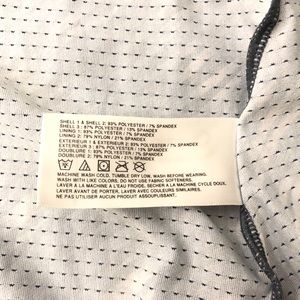 SHELL 1 & SHELL 2: 93% POLYESTER / 7% SPANDEX
SHELL 3 : 87% POLYESTER / 13% SPANDEX
LINING 1: 93% POLYESTER / 7% SPANDEX
LINING 2: 79% NYLON / 21% SPANDEX
EXTERIEUR 1 & EXTERIEUR 2: 93% POLYESTER / 7% SPANDEX
EXTERIEUR 3 : 87% POLYESTER / 13% SPANDEX
DOUBLURE 1: 93% POLYESTER / 7% SPANDEX
DOUBLURE 2: 79% NYLON / 21% SPANDEX
MACHINE WASH COLD. TUMBLE DRY LOW. WASH BEFORE WEARING.
WASH WITH LIKE COLORS. DO NOT USE FABRIC SOFTENERS.
LAVER A LA MACHINE A L'EAU FROIDE. SECHER LA MACHINE CYCLE DOUX.
LAVER AVANT DE PORTER. LAVER AVEC COULEURS SIMILAIRES.
NE PAS UTILISER AUCUN PRODUIT ASSOUPLISSANT.